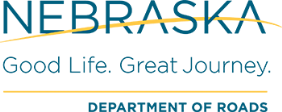 NEBRASKA
Good Life. Great Journey.
DEPARTMENT OF ROADS